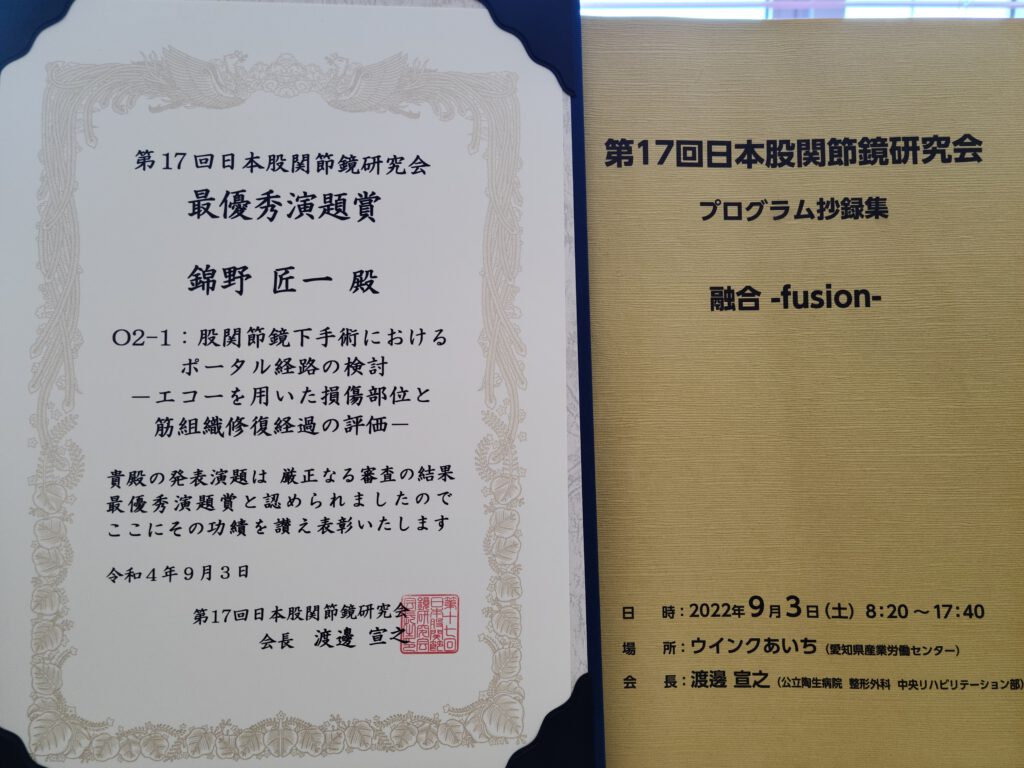 第17回日本股関節鏡研究会
最優秀演題賞
錦野 匠一 殿
O2-1：股関節鏡下手術における
ポータル経路の検討
－エコーを用いた損傷部位と
筋組織修復経過の評価－
貴殿の発表演題は 厳正なる審査の結果
最優秀演題賞と認められましたので
ここにその功績を讃え表彰いたします
令和4年9月3日
第17回日本股関節鏡研究会
会長 渡邊 宣之
第17回日本股関節鏡研究会
プログラム抄録集
融合 -fusion-
日 時：2022年9月3日（土）8：20～17：40
場 所：ウインクあいち（愛知県産業労働センター）
会 長：渡邊 宣之（公立陶生病院 整形外科 中央リハビリテーション部）